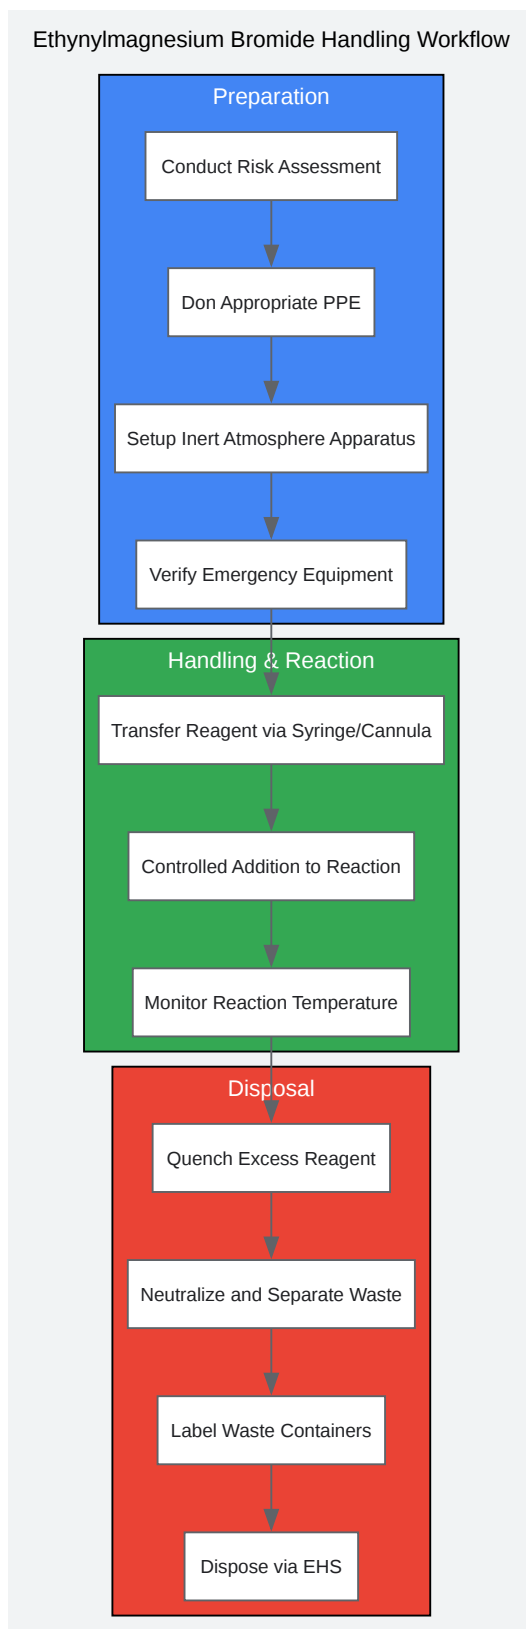 Ethynylmagnesium Bromide Handling Workflow
Preparation
Conduct Risk Assessment
Don Appropriate PPE
Setup Inert Atmosphere Apparatus
Verify Emergency Equipment
Handling & Reaction
Transfer Reagent via Syringe/Cannula
Controlled Addition to Reaction
Monitor Reaction Temperature
Disposal
Quench Excess Reagent
Neutralize and Separate Waste
Label Waste Containers
Dispose via EHS